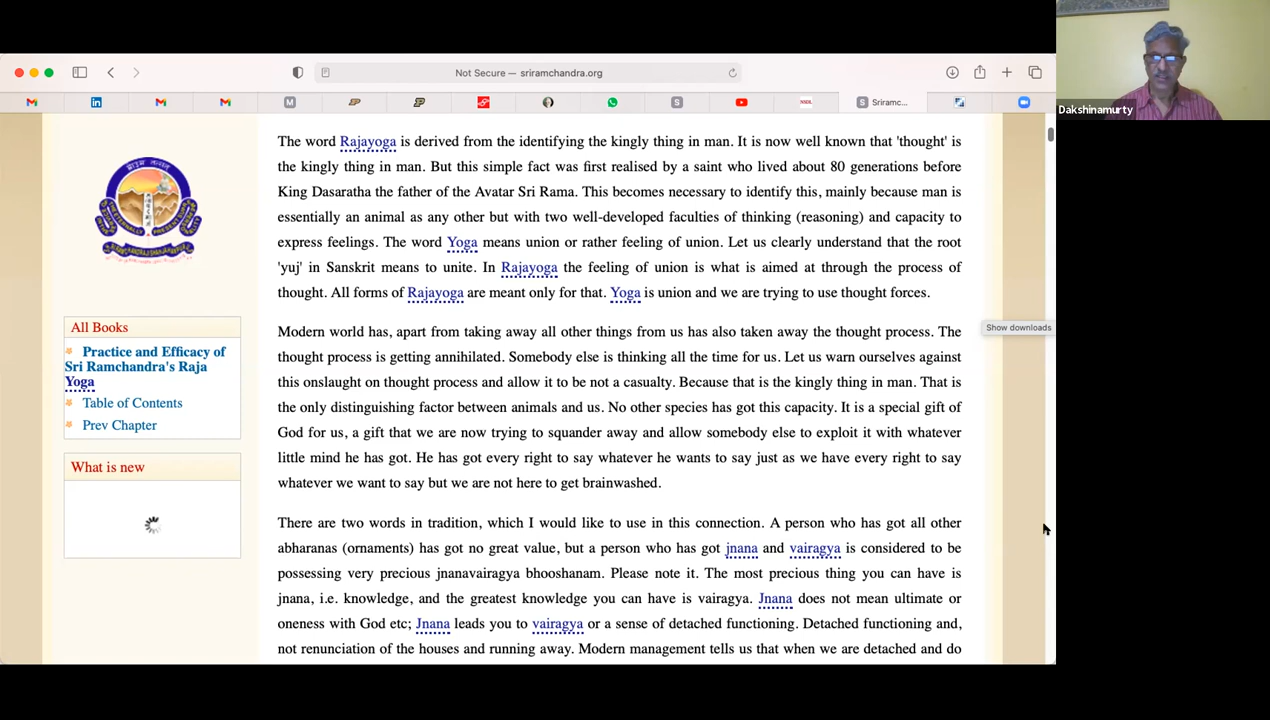 Not Secure — sriramchandra.org
Sriramc...
Dakshinamurty
The word Rajayoga is derived from the identifying the kingly thing in man. It is now well known that 'thought' is
the kingly thing in man. But this simple fact was first realised by a saint who lived about 80 generations before
King Dasaratha the father of the Avatar Sri Rama. This becomes necessary to identify this, mainly because man is
essentially an animal as any other but with two well-developed faculties of thinking (reasoning) and capacity to
express feelings. The word Yoga means union or rather feeling of union. Let us clearly understand that the root
'yuj' in Sanskrit means to unite. In Rajayoga the feeling of union is what is aimed at through the process of
thought. All forms of Rajayoga are meant only for that. Yoga is union and we are trying to use thought forces.
Show downloads
Modern world has, apart from taking away all other things from us has also taken away the thought process. The
thought process is getting annihilated. Somebody else is thinking all the time for us. Let us warn ourselves against
this onslaught on thought process and allow it to be not a casualty. Because that is the kingly thing in man. That is
the only distinguishing factor between animals and us. No other species has got this capacity. It is a special gift of
God for us, a gift that we are now trying to squander away and allow somebody else to exploit it with whatever
little mind he has got. He has got every right to say whatever he wants to say just as we have every right to say
whatever we want to say but we are not here to get brainwashed.
There are two words in tradition, which I would like to use in this connection. A person who has got all other
abharanas (ornaments) has got no great value, but a person who has got jnana and vairagya is considered to be
possessing very precious jnanavairagya bhooshanam. Please note it. The most precious thing you can have is
jnana, i.e. knowledge, and the greatest knowledge you can have is vairagya. Jnana does not mean ultimate or
oneness with God etc; Jnana leads you to vairagya or a sense of detached functioning. Detached functioning and,
not renunciation of the houses and running away. Modern management tells us that when we are detached and do
All Books
Practice and Efficacy of
Sri Ramchandra's Raja
Yoga
Table of Contents
Prev Chapter
What is new